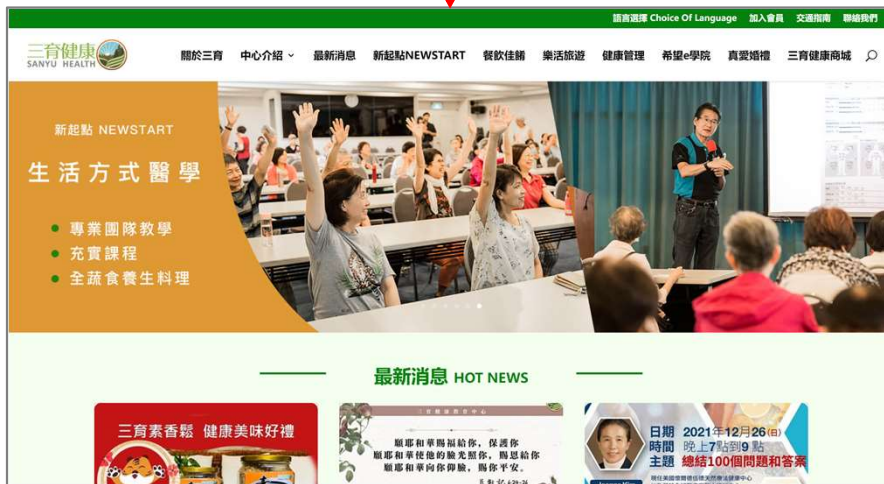 語言選擇 Choice Of Language 加入會員 交通指南 聯絡我們
三育健康
SANYU HEALTH
關於三育 中心介紹 最新消息 新起點NEWSTART 餐飲佳餚 樂活旅遊 健康管理 希望e學院 真愛婚禮 三育健康商城
新起點 NEWSTART
生活方式醫學
專業團隊教學
充實課程
全蔬食養生料理
最新消息 HOT NEWS
三育素香鬆 健康美味好禮
三育健康教育中心
願耶和華賜福給你，保護你
願耶和華使他的臉光照你，賜恩給你
願耶和華向你仰臉，賜你平安。
日期 2021年12月26(日)
時間 晚上7點到9點
主題 總結100個問題和答案